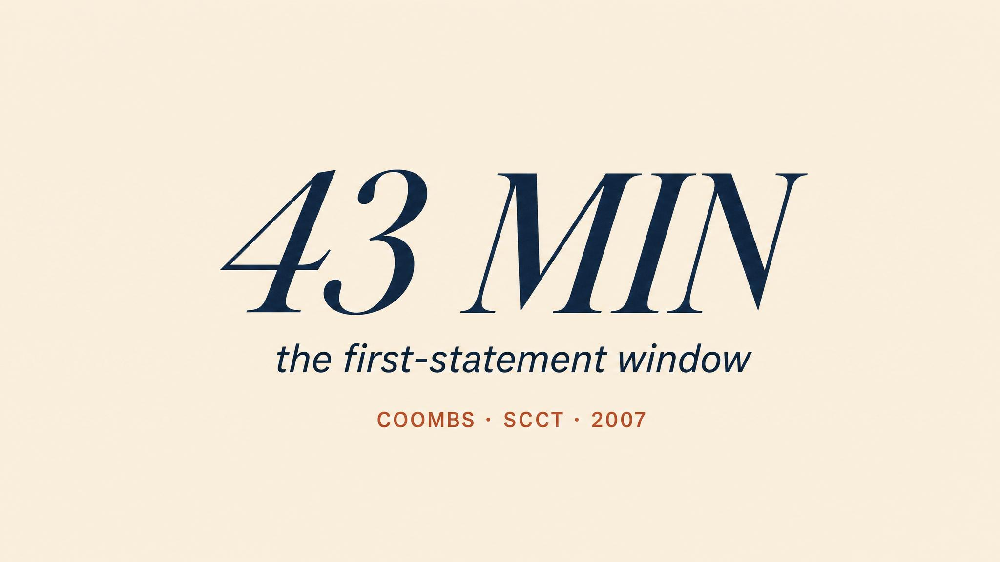 43 MIN
the first-statement window
COOMBS · SCCT · 2007